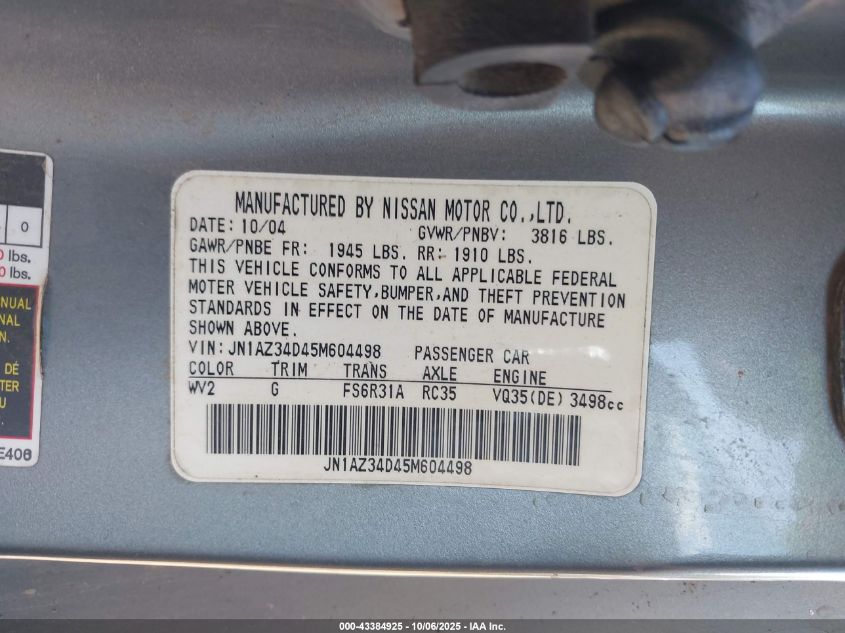 MANUFACTURED BY NISSAN MOTOR CO.,LTD.
DATE: 10/04 GVWR/PNBV: 3816 LBS.
GAWR/PNBE FR: 1945 LBS. RR: 1910 LBS.
THIS VEHICLE CONFORMS TO ALL APPLICABLE FEDERAL
MOTER VEHICLE SAFETY,BUMPER,AND THEFT PREVENTION
STANDARDS IN EFFECT ON THE DATE OF MANUFACTURE
SHOWN ABOVE.
VIN: JN1AZ34D45M604498 PASSENGER CAR
COLOR TRIM TRANS AXLE ENGINE
WV2 G FS6R31A RC35 VQ35(DE) 3498cc
JN1AZ34D45M604498
0
lbs.
0 lbs.
NUAL
NAL
N.
DÉ
TER
U
E406
000-43384925 - 10/06/2025 - IAA Inc.